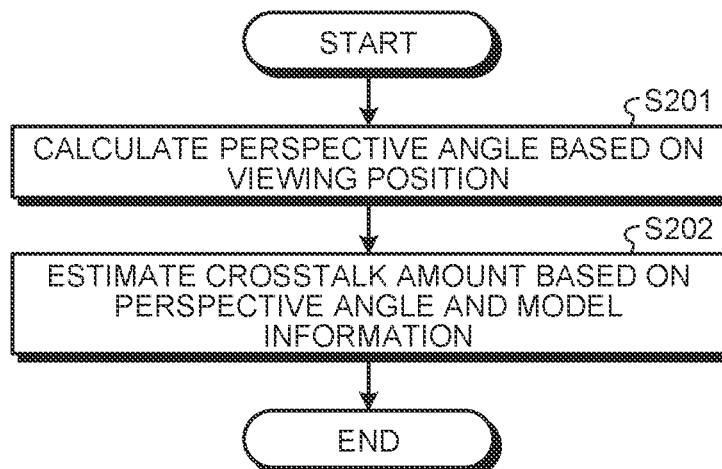 START
S201
CALCULATE PERSPECTIVE ANGLE BASED ON
VIEWING POSITION
S202
ESTIMATE CROSSTALK AMOUNT BASED ON
PERSPECTIVE ANGLE AND MODEL
INFORMATION
END